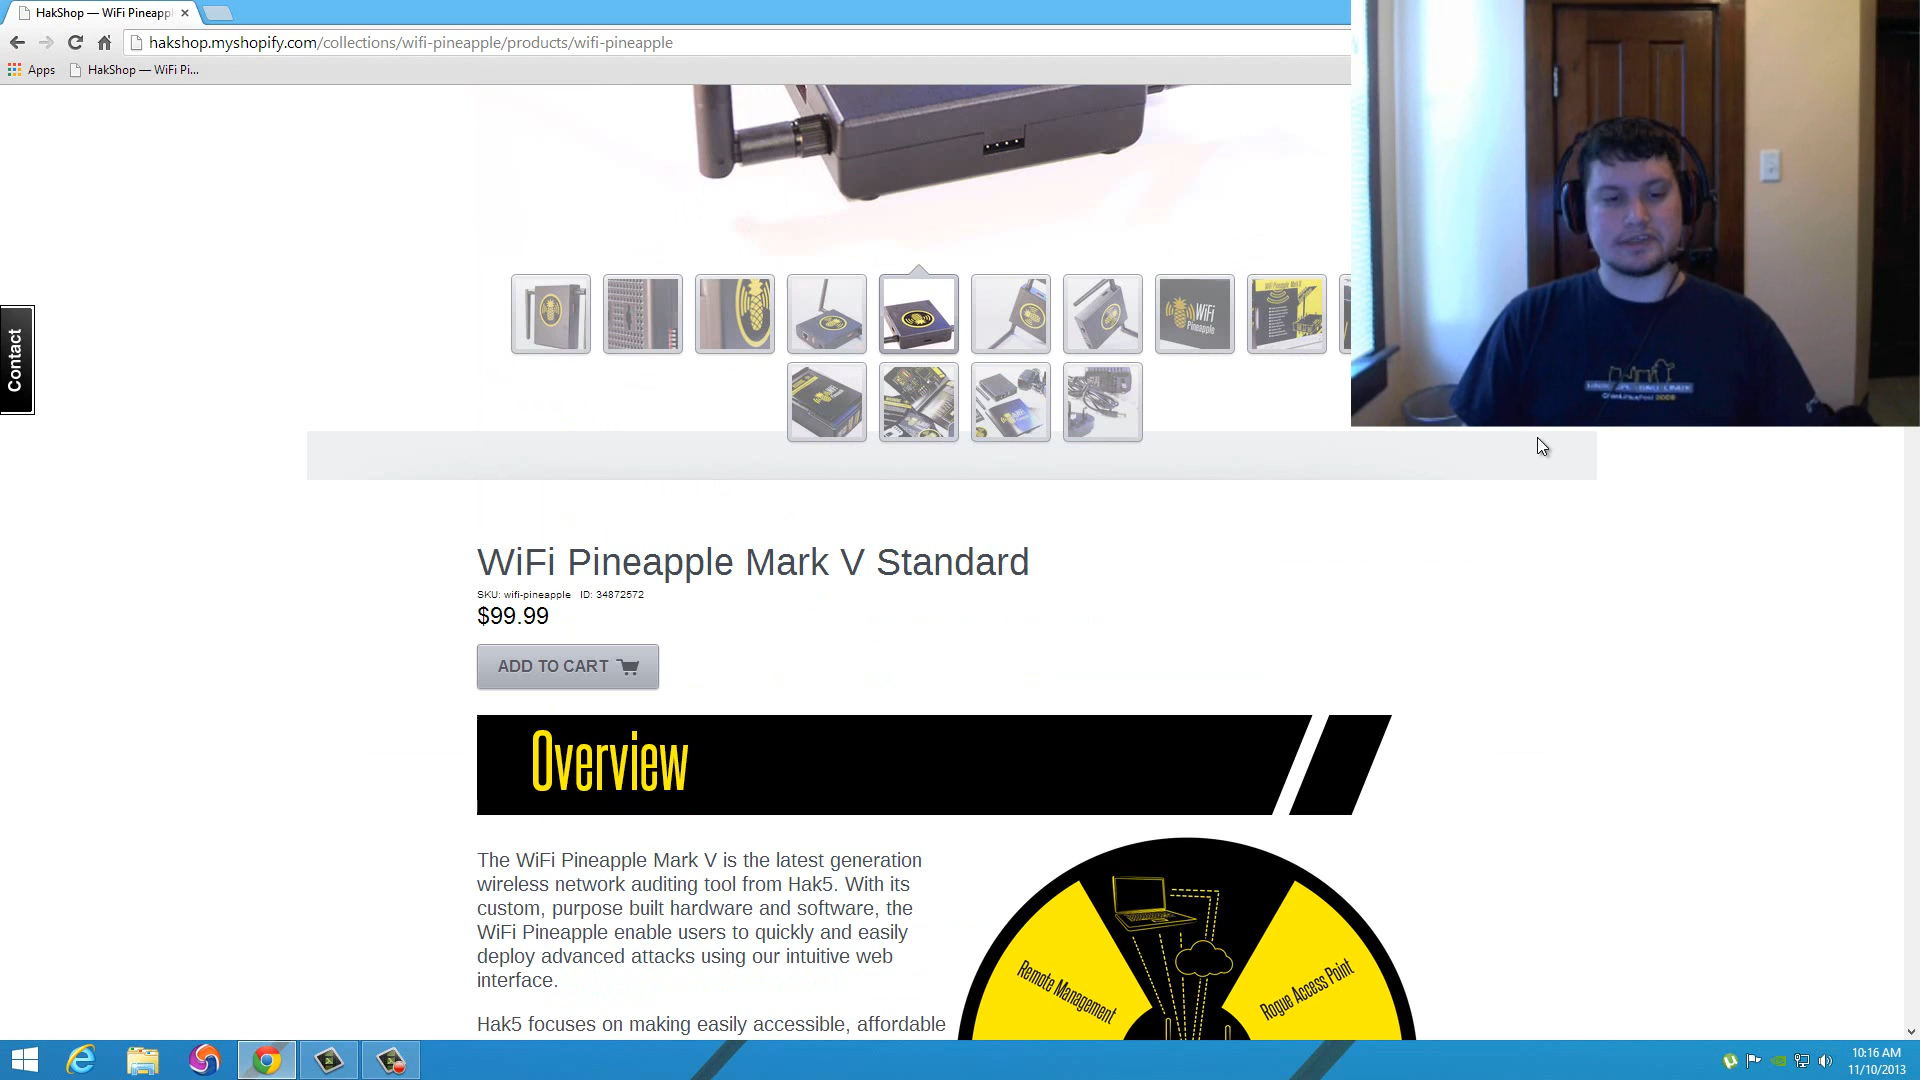 HakShop — WiFi Pineappl
hakshop.myshopify.com/collections/wifi-pineapple/products/wifi-pineapple
Apps
HakShop — WiFi Pi...
Contact
WiFi
Pineapple
WiFi Pineapple Mark V Standard
SKU: wifi-pineapple ID: 34872572
$99.99
ADD TO CART
Overview
The WiFi Pineapple Mark V is the latest generation
wireless network auditing tool from Hak5. With its
custom, purpose built hardware and software, the
WiFi Pineapple enable users to quickly and easily
deploy advanced attacks using our intuitive web
interface.
Hak5 focuses on making easily accessible, affordable
Remote Management
Rogue Access Point
10:16 AM
11/10/2013